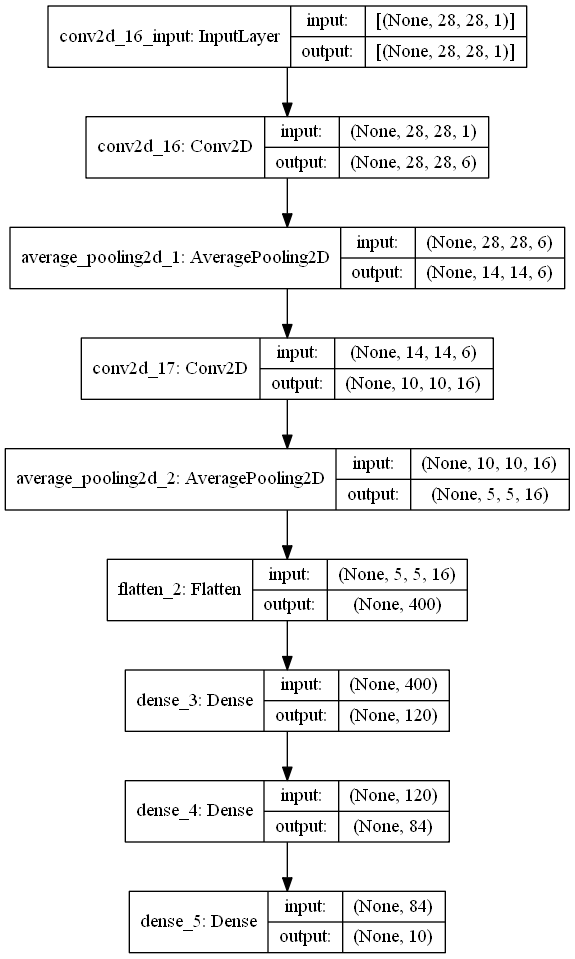 conv2d_16_input: InputLayer
input: [(None, 28, 28, 1)]
output: [(None, 28, 28, 1)]
conv2d_16: Conv2D
input: (None, 28, 28, 1)
output: (None, 28, 28, 6)
average_pooling2d_1: AveragePooling2D
input: (None, 28, 28, 6)
output: (None, 14, 14, 6)
conv2d_17: Conv2D
input: (None, 14, 14, 6)
output: (None, 10, 10, 16)
average_pooling2d_2: AveragePooling2D
input: (None, 10, 10, 16)
output: (None, 5, 5, 16)
flatten_2: Flatten
input: (None, 5, 5, 16)
output: (None, 400)
dense_3: Dense
input: (None, 400)
output: (None, 120)
dense_4: Dense
input: (None, 120)
output: (None, 84)
dense_5: Dense
input: (None, 84)
output: (None, 10)